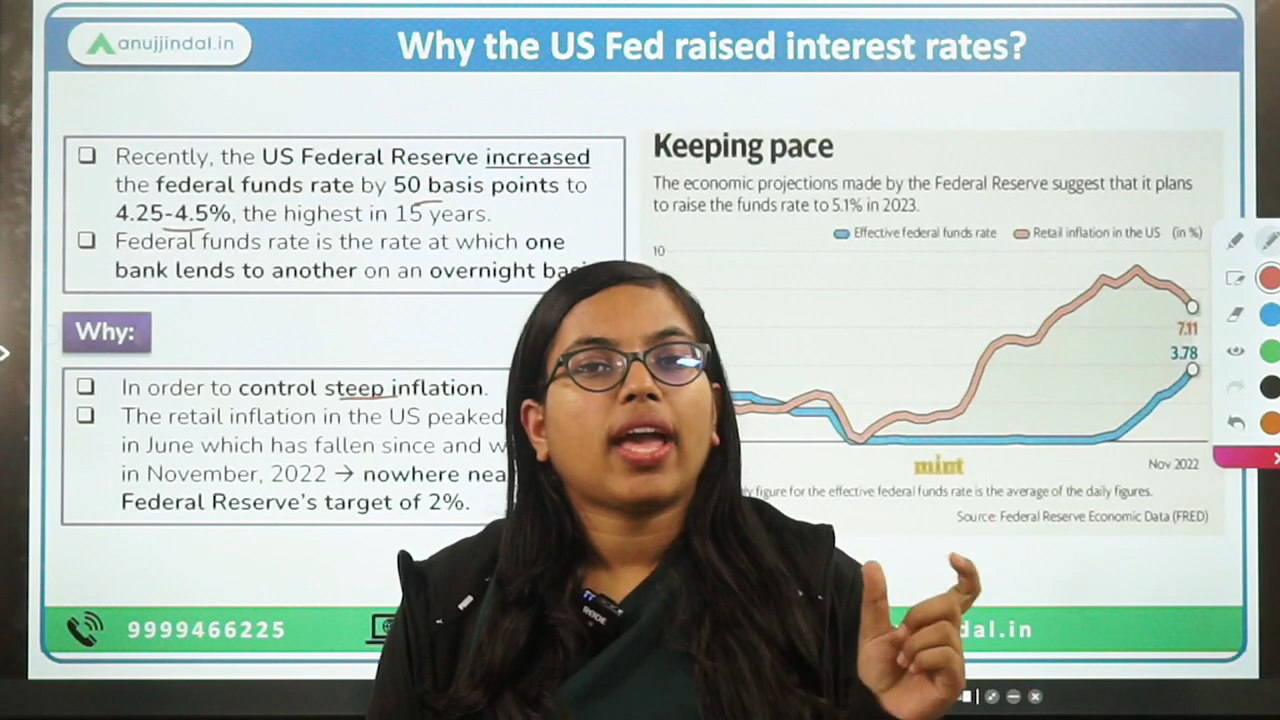 anujjindal.in
Why the US Fed raised interest rates?
Recently, the US Federal Reserve increased
the federal funds rate by 50 basis points to
4.25-4.5%, the highest in 15 years.
Federal funds rate is the rate at which one
bank lends to another on an overnight
Why:
In order to control steep inflation.
The retail inflation in the US peaked
in June which has fallen since and
in November, 2022 → nowhere
Federal Reserve's target of 2%.
Keeping pace
The economic projections made by the Federal Reserve suggest that it plans
to raise the funds rate to 5.1% in 2023.
Effective federal funds rate Retail inflation in the US (in %)
10
7.11
3.78
mint
Nov 2022
figure for the effective federal funds rate is the average of the daily figures.
Source: Federal Reserve Economic Data (FRED)
9999466225
dal.in
RODE